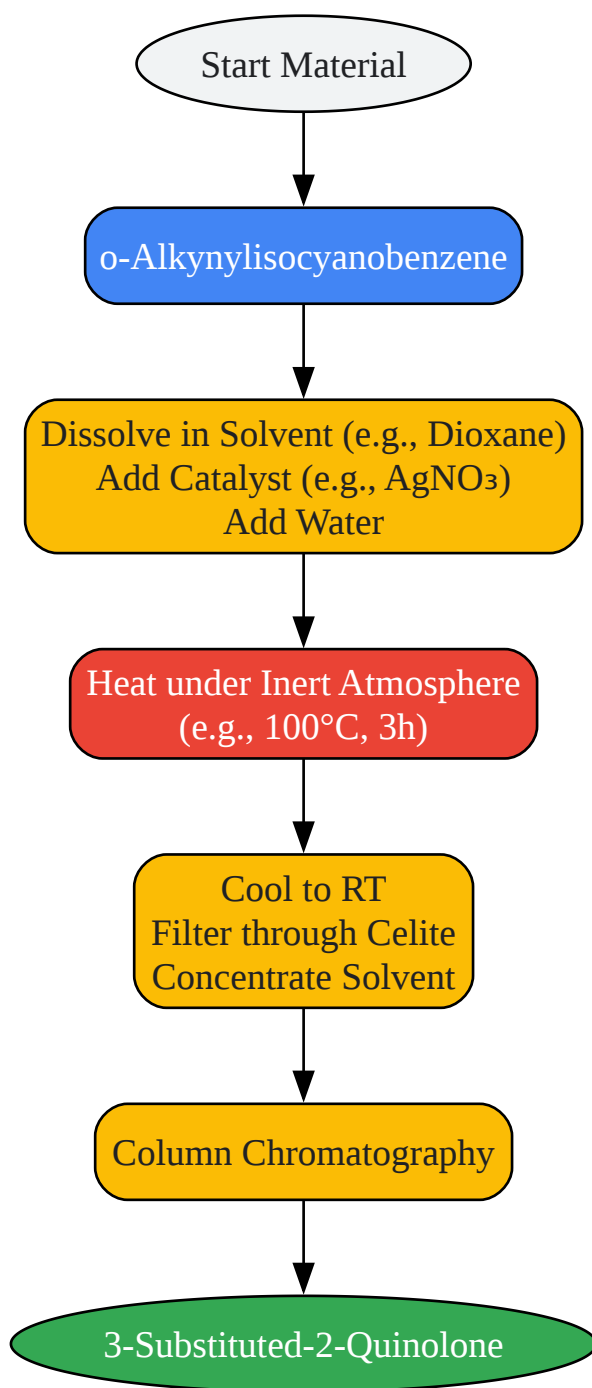 Start Material
o-Alkynylisocyanobenzene
Dissolve in Solvent (e.g., Dioxane)
Add Catalyst (e.g., AgNO₃)
Add Water
Heat under Inert Atmosphere
(e.g., 100°C, 3h)
Cool to RT
Filter through Celite
Concentrate Solvent
Column Chromatography
3-Substituted-2-Quinolone